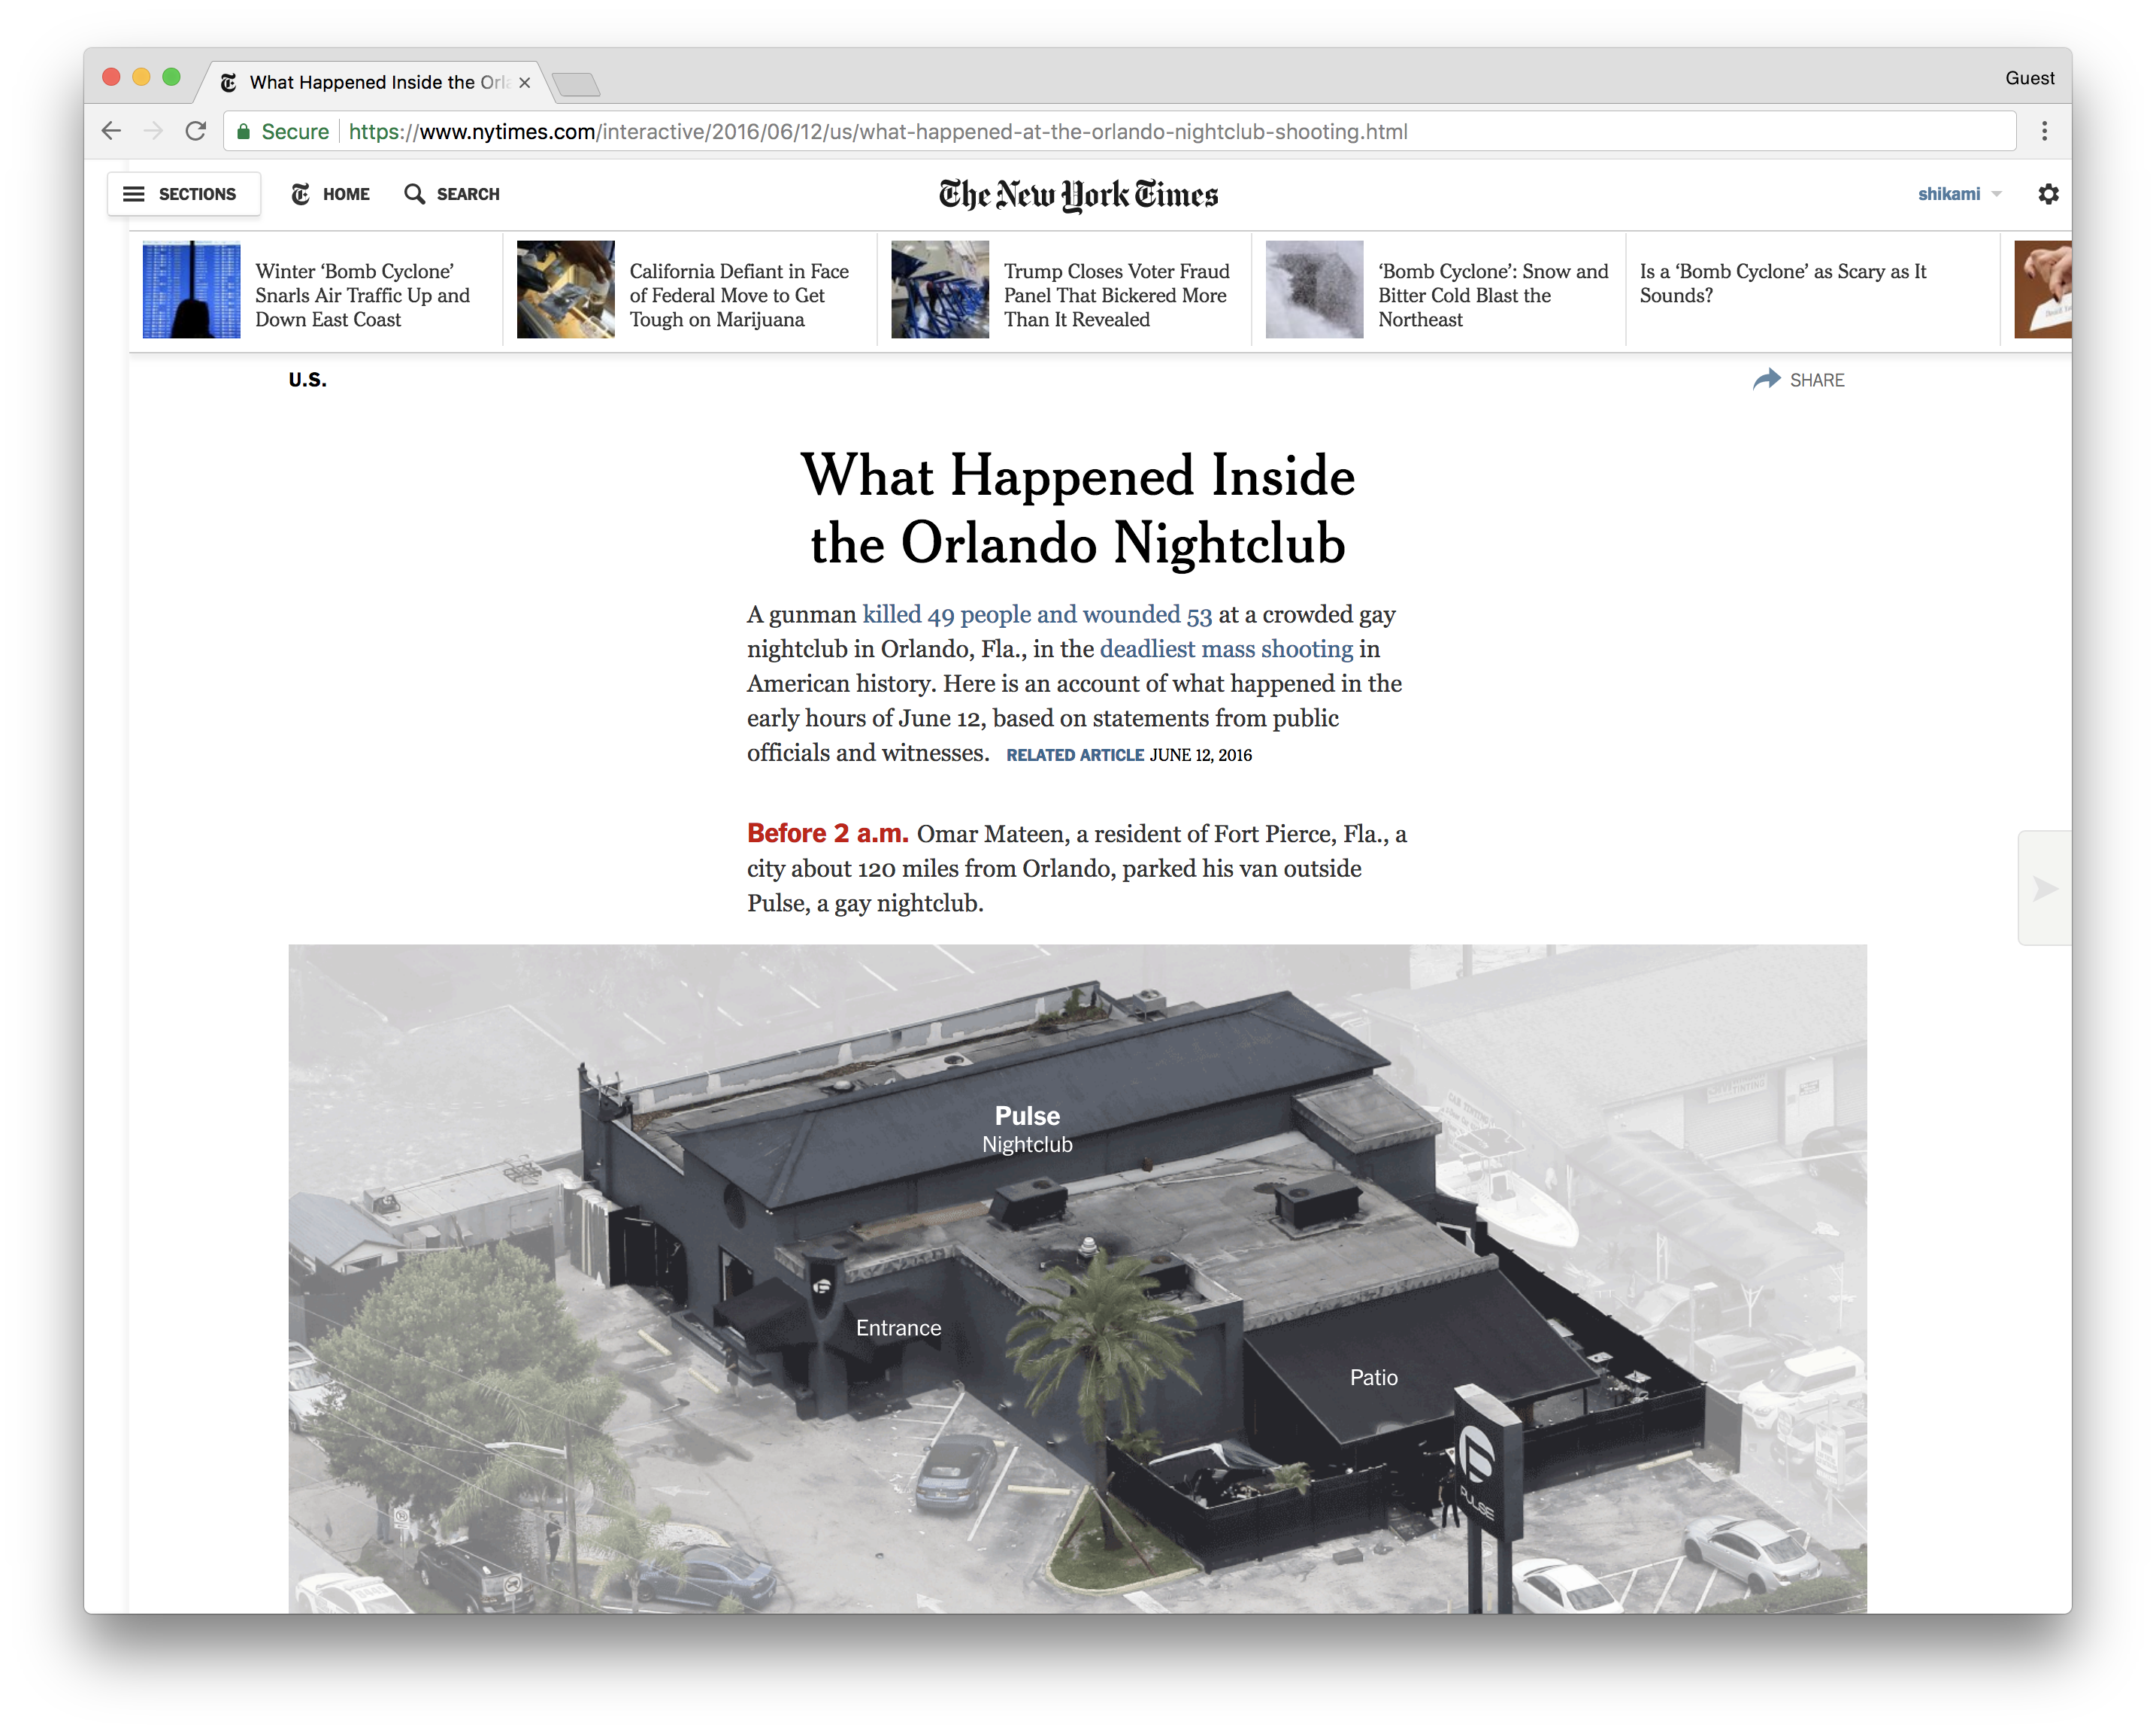 What Happened Inside the Orl
Guest
Secure https://www.nytimes.com/interactive/2016/06/12/us/what-happened-at-the-orlando-nightclub-shooting.html
SECTIONS HOME SEARCH The New York Times shikami
Winter ‘Bomb Cyclone’
Snarls Air Traffic Up and
Down East Coast
California Defiant in Face
of Federal Move to Get
Tough on Marijuana
Trump Closes Voter Fraud
Panel That Bickered More
Than It Revealed
‘Bomb Cyclone’: Snow and
Bitter Cold Blast the
Northeast
Is a ‘Bomb Cyclone’ as Scary as It
Sounds?
U.S.
SHARE
What Happened Inside
the Orlando Nightclub
A gunman killed 49 people and wounded 53 at a crowded gay
nightclub in Orlando, Fla., in the deadliest mass shooting in
American history. Here is an account of what happened in the
early hours of June 12, based on statements from public
officials and witnesses. RELATED ARTICLE JUNE 12, 2016
Before 2 a.m. Omar Mateen, a resident of Fort Pierce, Fla., a
city about 120 miles from Orlando, parked his van outside
Pulse, a gay nightclub.
Pulse
Nightclub
Entrance
Patio
PULSE